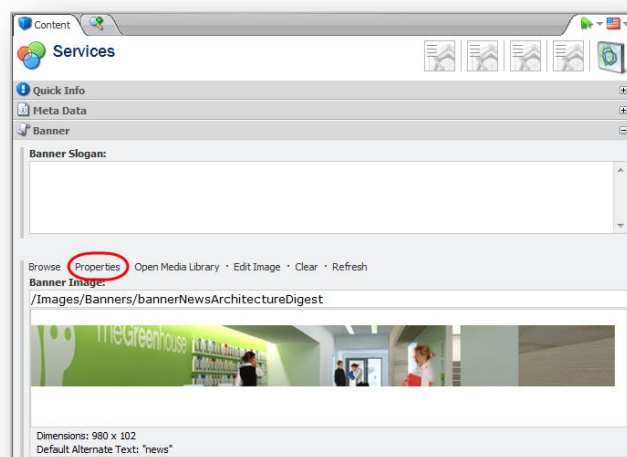 Content
Services
Quick Info
Meta Data
Banner
Banner Slogan:
Browse Properties Open Media Library · Edit Image · Clear · Refresh
Banner Image:
/Images/Banners/bannerNewsArchitectureDigest
TheGreenhouse
Dimensions: 980 x 102
Default Alternate Text: "news"